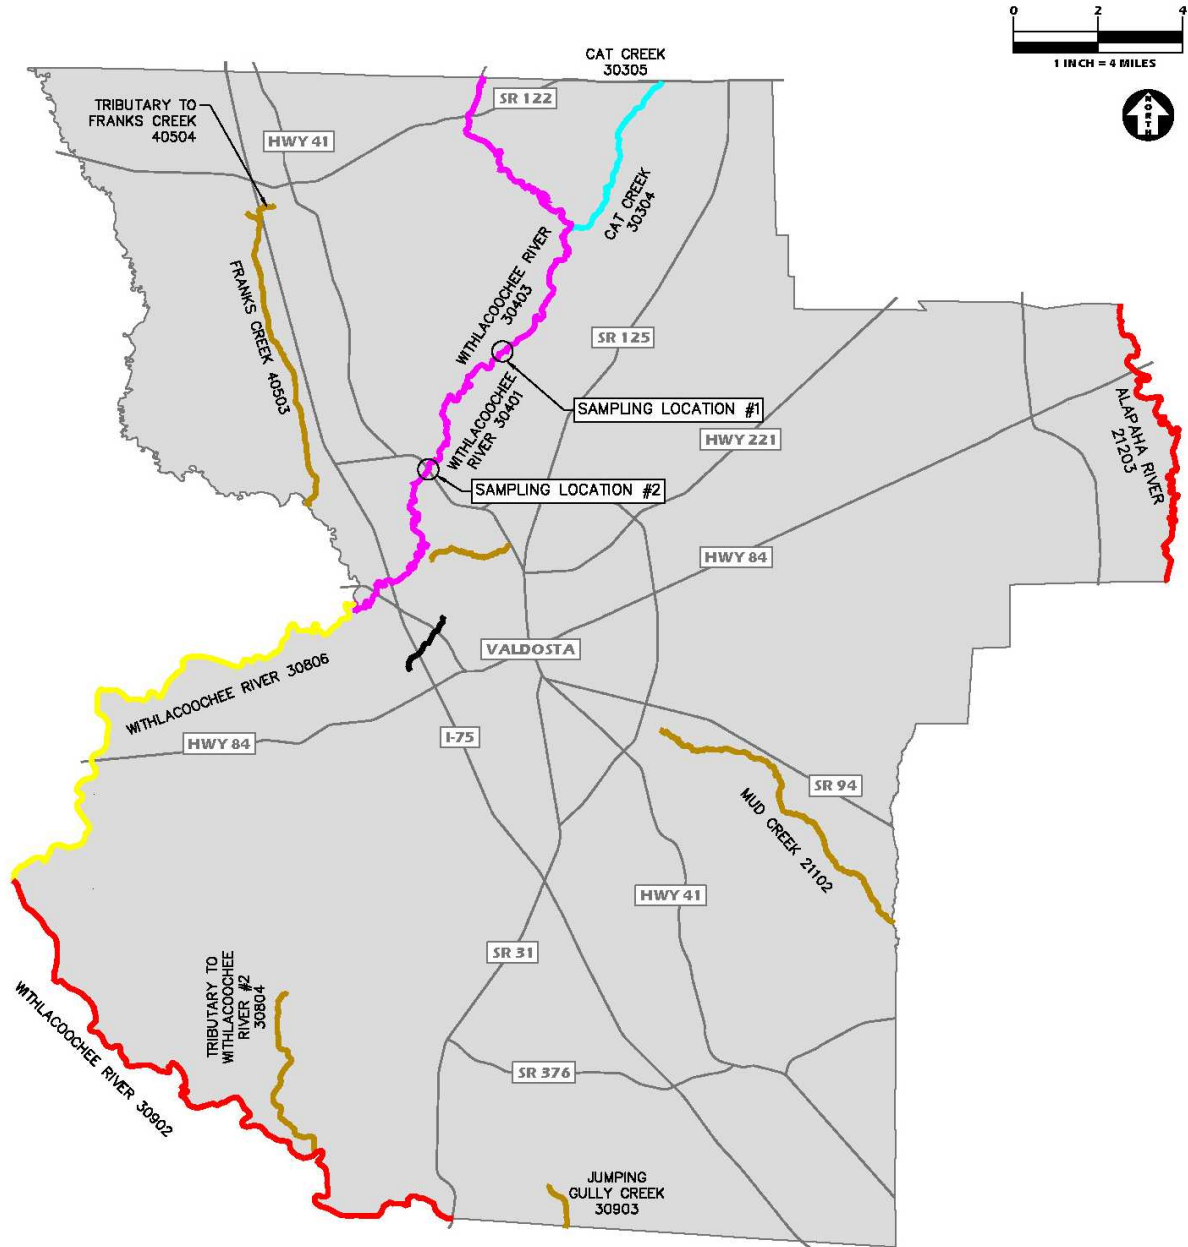 0 2 4
1 INCH = 4 MILES
NORTH
CAT CREEK
30305
SR 122
TRIBUTARY TO
FRANKS CREEK
40504
HWY 41
CAT CREEK
30304
WITHLACOOCHEE RIVER
30403
FRANKS CREEK 40503
SR 125
WITHLACOOCHEE
RIVER 30401
SAMPLING LOCATION #1
ALAPAHA RIVER
21203
HWY 221
SAMPLING LOCATION #2
HWY 84
VALDOSTA
WITHLACOOCHEE RIVER 30806
HWY 84
I-75
SR 94
MUD CREEK 21102
HWY 41
SR 31
TRIBUTARY TO
WITHLACOOCHEE
RIVER #2
30804
WITHLACOOCHEE RIVER 30902
SR 376
JUMPING
GULLY CREEK
30903